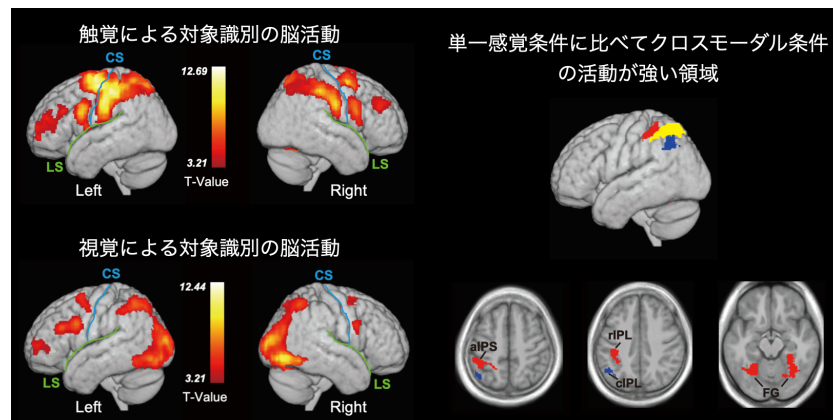 触覚による対象識別の脳活動
CS
12.69
3.21
T-Value
LS
Left
CS
LS
Right
視覚による対象識別の脳活動
CS
12.44
3.21
T-Value
LS
Left
CS
LS
Right
単一感覚条件に比べてクロスモーダル条件
の活動が強い領域
aIPS
rIPL
cIPL
FG